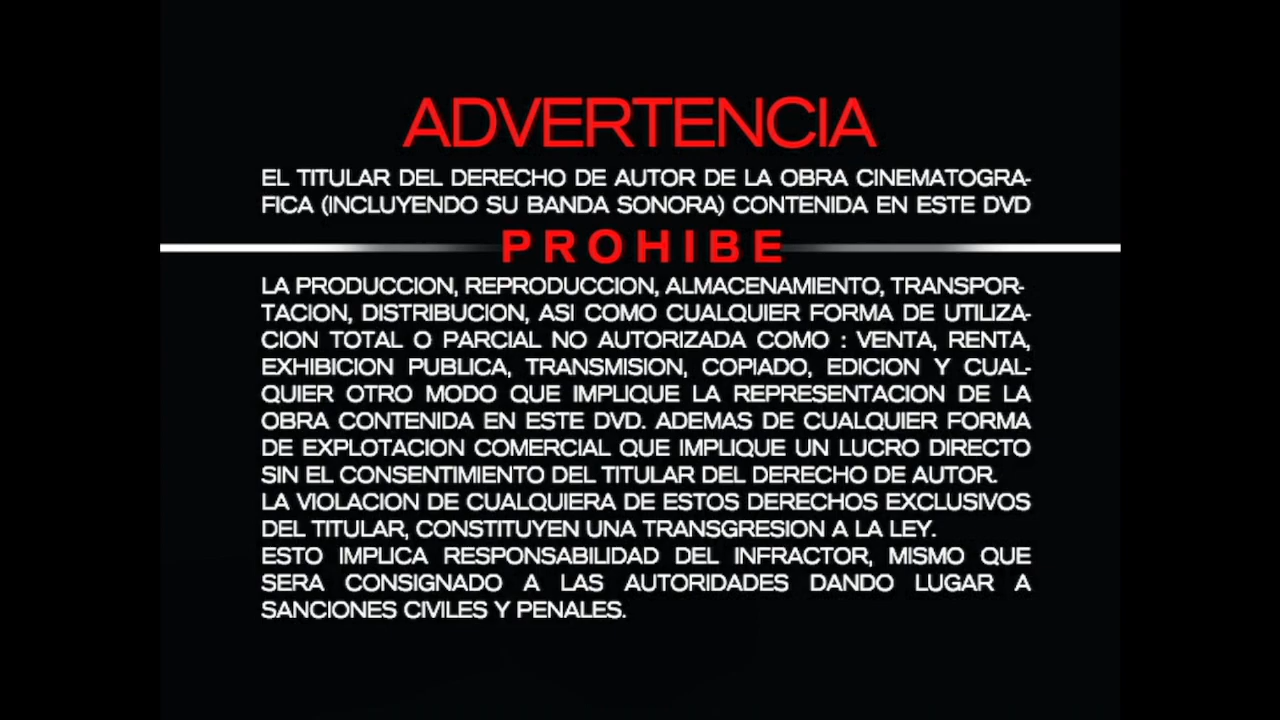 ADVERTENCIA
EL TITULAR DEL DERECHO DE AUTOR DE LA OBRA CINEMATOGRA-
FICA (INCLUYENDO SU BANDA SONORA) CONTENIDA EN ESTE DVD
PROHIBE
LA PRODUCCION, REPRODUCCION, ALMACENAMIENTO, TRANSPOR-
TACION, DISTRIBUCION, ASI COMO CUALQUIER FORMA DE UTILIZA-
CION TOTAL O PARCIAL NO AUTORIZADA COMO : VENTA, RENTA,
EXHIBICION PUBLICA, TRANSMISION, COPIADO, EDICION Y CUAL-
QUIER OTRO MODO QUE IMPLIQUE LA REPRESENTACION DE LA
OBRA CONTENIDA EN ESTE DVD. ADEMAS DE CUALQUIER FORMA
DE EXPLOTACION COMERCIAL QUE IMPLIQUE UN LUCRO DIRECTO
SIN EL CONSENTIMIENTO DEL TITULAR DEL DERECHO DE AUTOR.
LA VIOLACION DE CUALQUIERA DE ESTOS DERECHOS EXCLUSIVOS
DEL TITULAR, CONSTITUYEN UNA TRANSGRESION A LA LEY.
ESTO IMPLICA RESPONSABILIDAD DEL INFRACTOR, MISMO QUE
SERA CONSIGNADO A LAS AUTORIDADES DANDO LUGAR A
SANCIONES CIVILES Y PENALES.